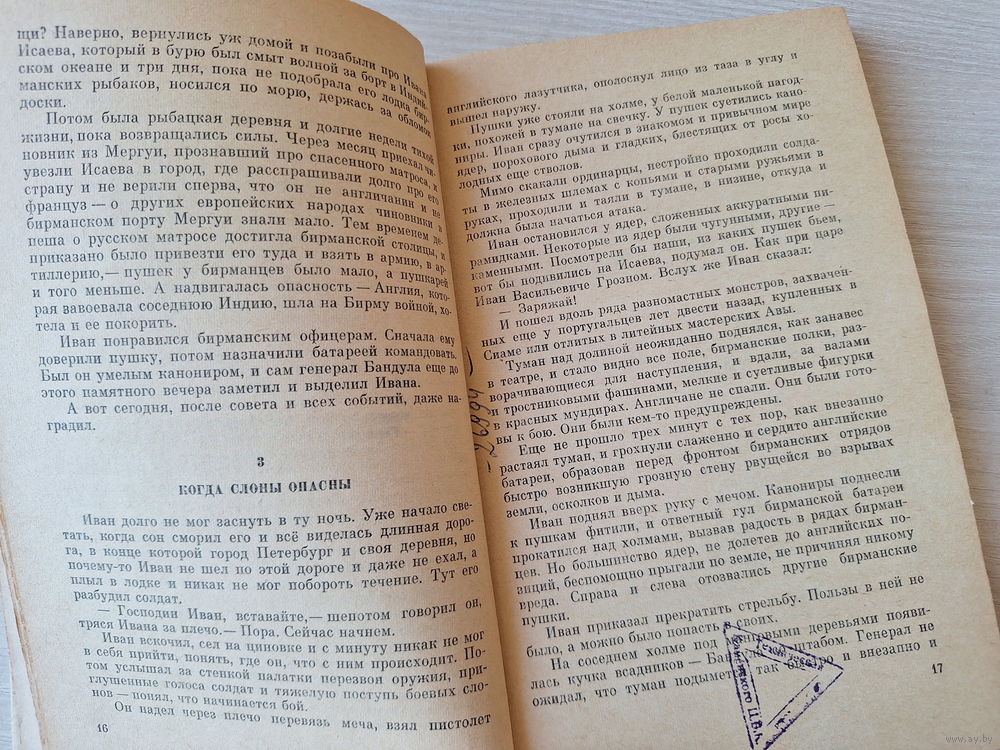 щи? Наверно, вернулись уж домой и позабыли про Ивана
Исаева, который в бурю был смыт волной за борт в Индий-
ском океане и три дня, пока не подобрала его лодка бир-
манских рыбаков, носился по морю, держась за обломок
доски.
Потом была рыбацкая деревня и долгие недели тихой
жизни, пока возвращались силы. Через месяц приехал чи-
новник из Мергуи, прознавший про спасенного матроса, и
увезли Исаева в город, где расспрашивали долго про его
страну и не верили сперва, что он не англичанин и не
француз — о других европейских народах чиновники в
бирманском порту Мергуи знали мало. Тем временем де-
пеша о русском матросе достигла бирманской столицы, и
приказано было привезти его туда и взять в армию, в ар-
тиллерию,— пушек у бирманцев было мало, а пушкарей
и того меньше. А надвигалась опасность — Англия, кото-
рая завоевала соседнюю Индию, шла на Бирму войной, хо-
тела и ее покорить.
Иван понравился бирманским офицерам. Сначала ему
доверили пушку, потом назначили батареей командовать.
Был он умелым канониром, и сам генерал Бандула еще до
этого памятного вечера заметил и выделил Ивана.
А вот сегодня, после совета и всех событий, даже на-
градил.
3
КОГДА СЛОНЫ ОПАСНЫ
Иван долго не мог заснуть в ту ночь. Уже начало све-
тать, когда сон сморил его и всё виделась длинная доро-
га, в конце которой город Петербург и своя деревня, но
почему-то Иван не шел по этой дороге и даже не ехал, а
плыл в лодке и никак не мог побороть течение. Тут его
разбудил солдат.
— Господин Иван, вставайте,— шепотом говорил он,
тряся Ивана за плечо.— Пора. Сейчас начнем.
Иван вскочил, сел на циновке и с минуту никак не мог
в себя прийти, понять, где он, что с ним происходит. По-
том услышал за стенкой палатки перезвон оружия, при-
глушенные голоса солдат и тяжелую поступь боевых сло-
нов — понял, что начинается бой.
Он надел через плечо перевязь меча, взял пистолет
16
английского лазутчика, ополоснул лицо из таза в углу и
вышел наружу.
Пушки уже стояли на холме, у белой маленькой пагод-
ки, похожей в тумане на свечку. У пушек суетились кано-
ниры. Иван сразу очутился в знакомом и привычном мире
ядер, порохового дыма и гладких, блестящих от росы хо-
лодных еще стволов.
Мимо скакали ординарцы, нестройно проходили солда-
ты в железных шлемах с копьями и старыми ружьями в
руках, проходили и таяли в тумане, в низине, откуда и
должна была начаться атака.
Иван остановился у ядер, сложенных аккуратными пи-
рамидками. Некоторые из ядер были чугунными, другие —
каменными. Посмотрели бы наши, из каких пушек бьем,
вот бы подивились на Исаева, подумал он. Как при царе
Иван Васильевиче Грозном. Вслух же Иван сказал:
— Заряжай!
И пошел вдоль ряда разномастных монстров, захвачен-
ных еще у португальцев лет двести назад, купленных в
Сиаме или отлитых в литейных мастерских Авы.
Туман над долиной неожиданно поднялся, как занавес
в театре, и стало видно все поле, бирманские полки, раз-
ворачивающиеся для наступления, и вдали, за валами
и тростниковыми фашинами, мелкие и суетливые фигурки
в красных мундирах. Англичане не спали. Они были гото-
вы к бою. Они были кем-то предупреждены.
Еще не прошло трех минут с тех пор, как внезапно
растаял туман, и грохнули слаженно и сердито английские
батареи, образовав перед фронтом бирманских отрядов
быстро возникшую грозную стену рвущейся во взрывах
земли, осколков и дыма.
Иван поднял вверх руку с мечом. Канониры поднесли
к пушкам фитили, и ответный гул бирманской батареи
прокатился над холмами, вызвав радость в рядах бирман-
цев. Но большинство ядер, не долетев до английских по-
зиций, беспомощно прыгали по земле, не причиняя никому
вреда. Справа и слева отозвались другие бирманские
пушки.
Иван приказал прекратить стрельбу. Пользы в ней не
было, а можно было попасть в своих.
На соседнем холме под манговыми деревьями появи-
лась кучка всадников — Бандула со штабом. Генерал не
ожидал, что туман подымется так и внезапно и
17
26994
Каменского Ц.Б.
www.ay.by